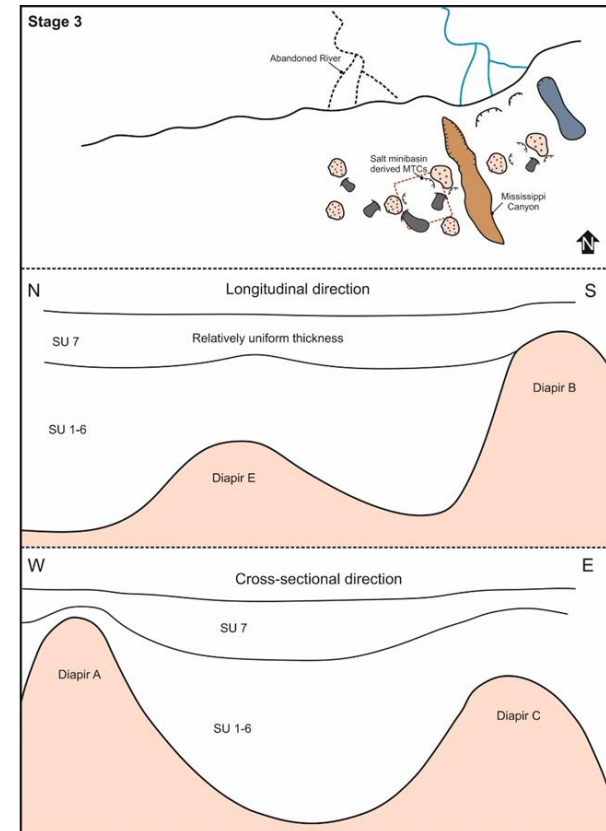 Stage 3
Abandoned River
Salt minibasin
derived MTCs
Mississippi
Canyon
N
N
Longitudinal direction
S
SU 7
Relatively uniform thickness
Diapir B
SU 1-6
Diapir E
W
Cross-sectional direction
E
SU 7
Diapir A
Diapir C
SU 1-6